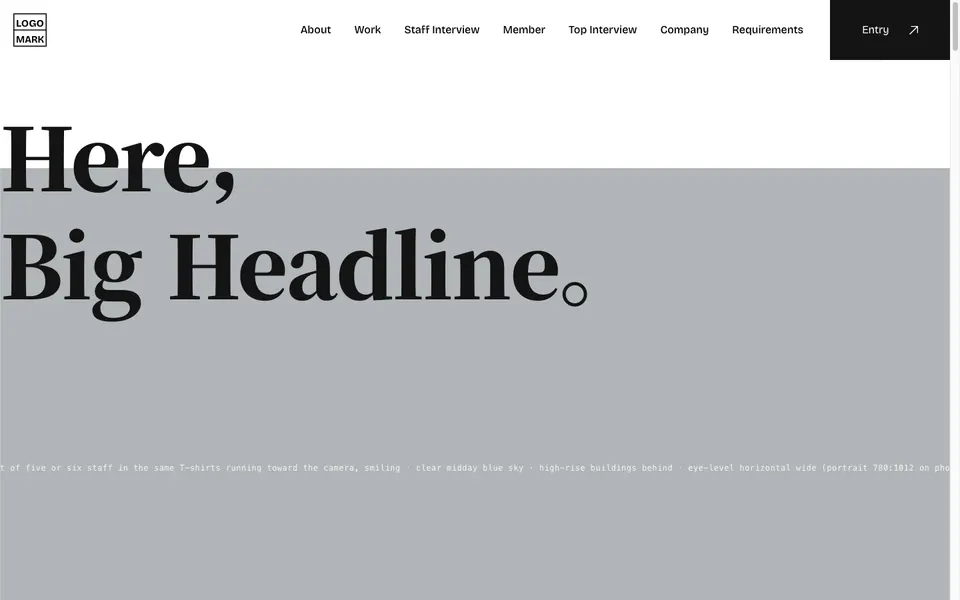 LOGO
MARK
About
Work
Staff Interview
Member
Top Interview
Company
Requirements
Entry
Here,
Big Headline。
of five or six staff in the same T-shirts running toward the camera, smiling · clear midday blue sky · high-rise buildings behind · eye-level horizontal wide (portrait 780:1012 on